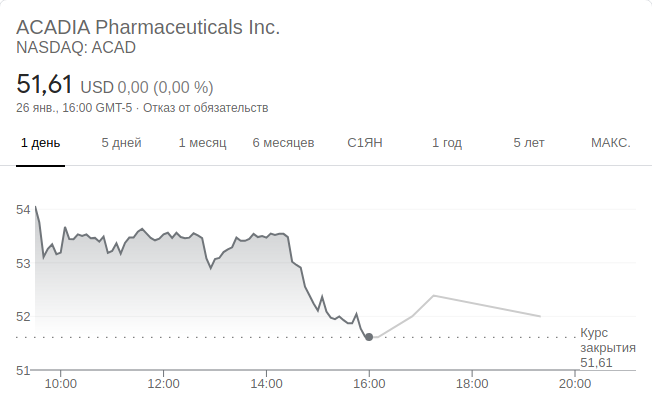 ACADIA Pharmaceuticals Inc.
NASDAQ: ACAD
51,61 USD 0,00 (0,00 %)
26 янв., 16:00 GMT-5 · Отказ от обязательств
1 день 5 дней 1 месяц 6 месяцев С1ЯН 1 год 5 лет МАКС.
54
53
52
51
Курс
закрытия
51,61
10:00 12:00 14:00 16:00 18:00 20:00